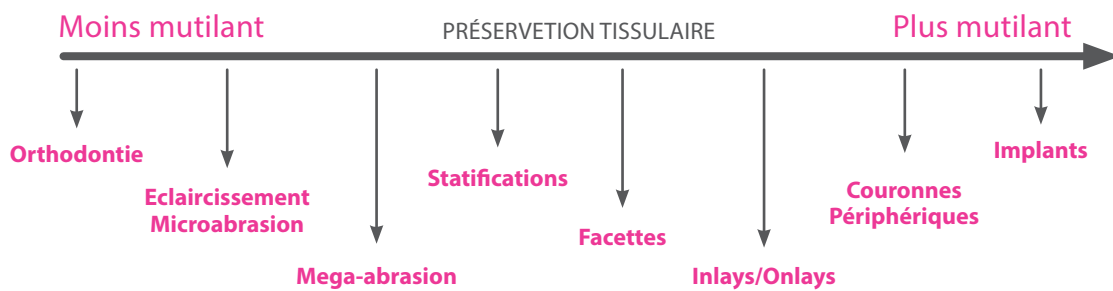 Moins mutilant
PRÉSERVETION TISSULAIRE
Plus mutilant
Orthodontie
Eclaircissement
Microabrasion
Mega-abrasion
Statifications
Facettes
Inlays/Onlays
Couronnes
Périphériques
Implants